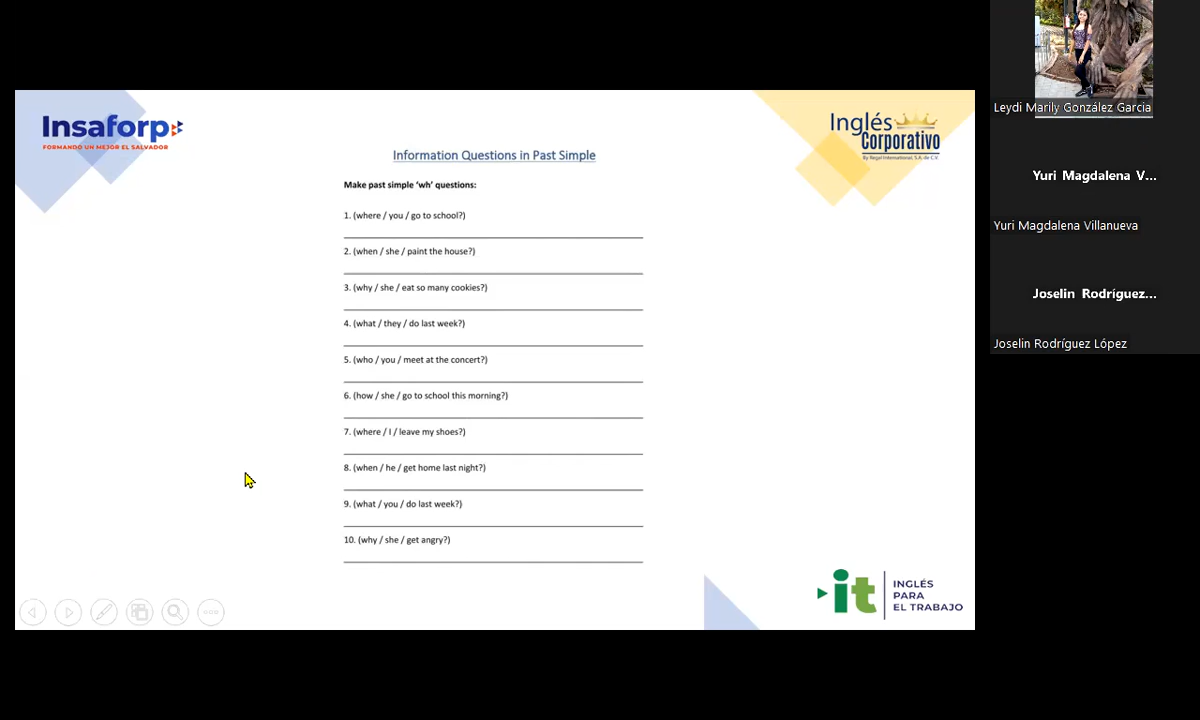 Insaforp
FORMANDO UN MEJOR EL SALVADOR
Inglés
Corporativo
By Regal International, S.A. de C.V.
Information Questions in Past Simple
Make past simple ‘wh’ questions:
1. (where / you / go to school?)
2. (when / she / paint the house?)
3. (why / she / eat so many cookies?)
4. (what / they / do last week?)
5. (who / you / meet at the concert?)
6. (how / she / go to school this morning?)
7. (where / I / leave my shoes?)
8. (when / he / get home last night?)
9. (what / you / do last week?)
10. (why / she / get angry?)
it
INGLÉS
PARA
EL TRABAJO
Leydi Marily González Garcia
Yuri Magdalena V...
Yuri Magdalena Villanueva
Joselin Rodríguez...
Joselin Rodríguez López